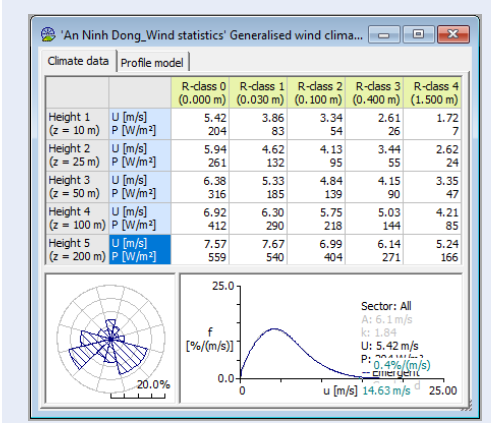 'An Ninh Dong_Wind statistics' Generalised wind clima...
Climate data Profile model
R-class 0 R-class 1 R-class 2 R-class 3 R-class 4
(0.000 m) (0.030 m) (0.100 m) (0.400 m) (1.500 m)
Height 1 U [m/s] 5.42 3.86 3.34 2.61 1.72
(z = 10 m) P [W/m²] 204 83 54 26 7
Height 2 U [m/s] 5.94 4.62 4.13 3.44 2.62
(z = 25 m) P [W/m²] 261 132 95 55 24
Height 3 U [m/s] 6.38 5.33 4.84 4.15 3.35
(z = 50 m) P [W/m²] 316 185 139 90 47
Height 4 U [m/s] 6.92 6.30 5.75 5.03 4.21
(z = 100 m) P [W/m²] 412 290 218 144 85
Height 5 U [m/s] 7.57 7.67 6.99 6.14 5.24
(z = 200 m) P [W/m²] 559 540 404 271 166
20.0%
25.0
f
[%/(m/s)]
0.0
Sector: All
A: 6.1 m/s
k: 1.84
U: 5.42 m/s
P:
0.4%/(m/s)
Emergent
0 u [m/s] 14.63 m/s 25.00